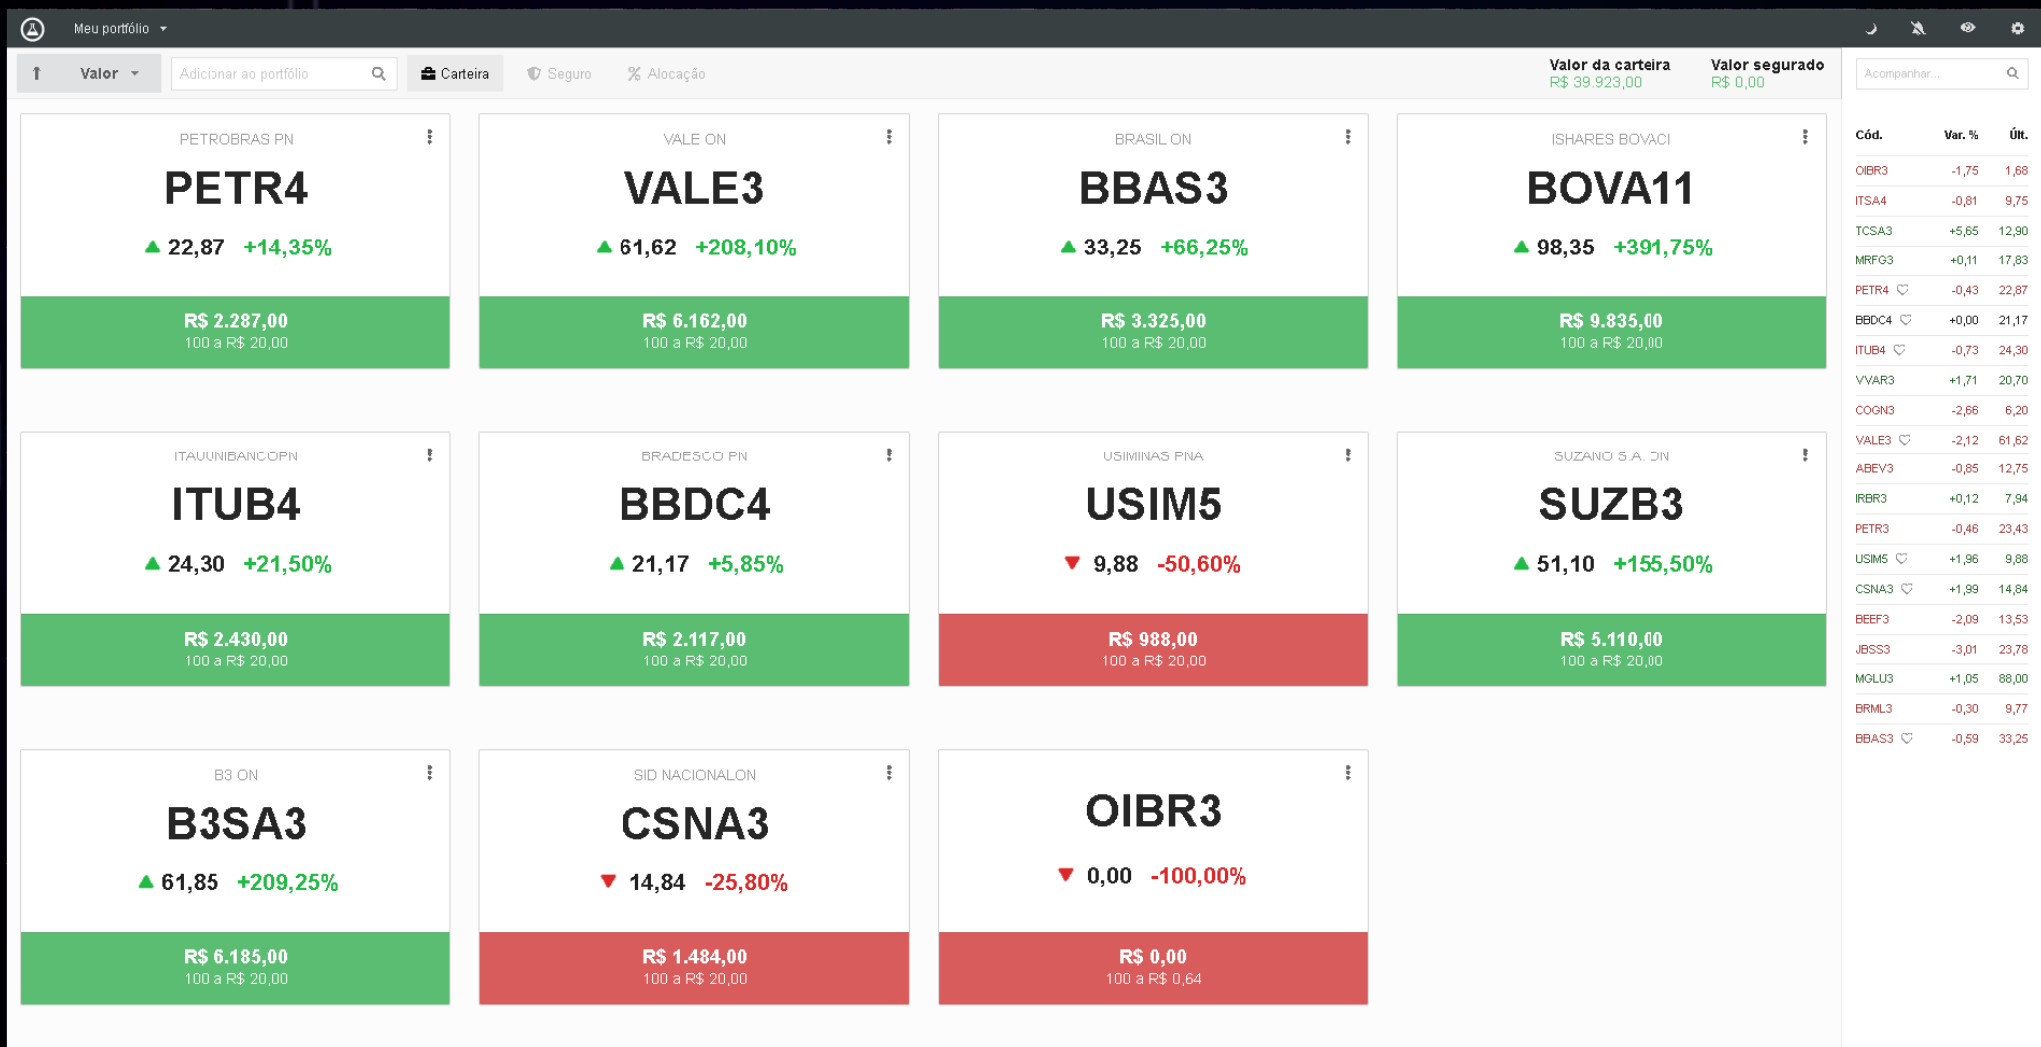 Meu portfólio
Valor
Adicionar ao portfólio
Carteira
Seguro
Alocação
Valor da carteira
R$ 39.923,00
Valor segurado
R$ 0,00
Acompanhar...
PETROBRAS PN
PETR4
22,87 +14,35%
R$ 2.287,00
100 a R$ 20,00
VALE ON
VALE3
61,62 +208,10%
R$ 6.162,00
100 a R$ 20,00
BRASIL ON
BBAS3
33,25 +66,25%
R$ 3.325,00
100 a R$ 20,00
ISHARES BOVACI
BOVA11
98,35 +391,75%
R$ 9.835,00
100 a R$ 20,00
ITAUUNIBANCOPN
ITUB4
24,30 +21,50%
R$ 2.430,00
100 a R$ 20,00
BRADESCO PN
BBDC4
21,17 +5,85%
R$ 2.117,00
100 a R$ 20,00
USIMINAS PNA
USIM5
9,88 -50,60%
R$ 988,00
100 a R$ 20,00
SUZANO S.A. ON
SUZB3
51,10 +155,50%
R$ 5.110,00
100 a R$ 20,00
B3 ON
B3SA3
61,85 +209,25%
R$ 6.185,00
100 a R$ 20,00
SID NACIONALON
CSNA3
14,84 -25,80%
R$ 1.484,00
100 a R$ 20,00
OIBR3
0,00 -100,00%
R$ 0,00
100 a R$ 0,64
Cód. Var. % Últ.
OIBR3 -1,75 1,68
ITSA4 -0,81 9,75
TCSA3 +5,65 12,90
MRFG3 +0,11 17,83
PETR4 -0,43 22,87
BBDC4 +0,00 21,17
ITUB4 -0,73 24,30
VVAR3 +1,71 20,70
COGN3 -2,66 6,20
VALE3 -2,12 61,62
ABEV3 -0,85 12,75
IRBR3 +0,12 7,94
PETR3 -0,46 23,43
USIM5 +1,96 9,88
CSNA3 +1,99 14,84
BEEF3 -2,09 13,53
JBSS3 -3,01 23,78
MGLU3 +1,05 88,00
BRML3 -0,30 9,77
BBAS3 -0,59 33,25